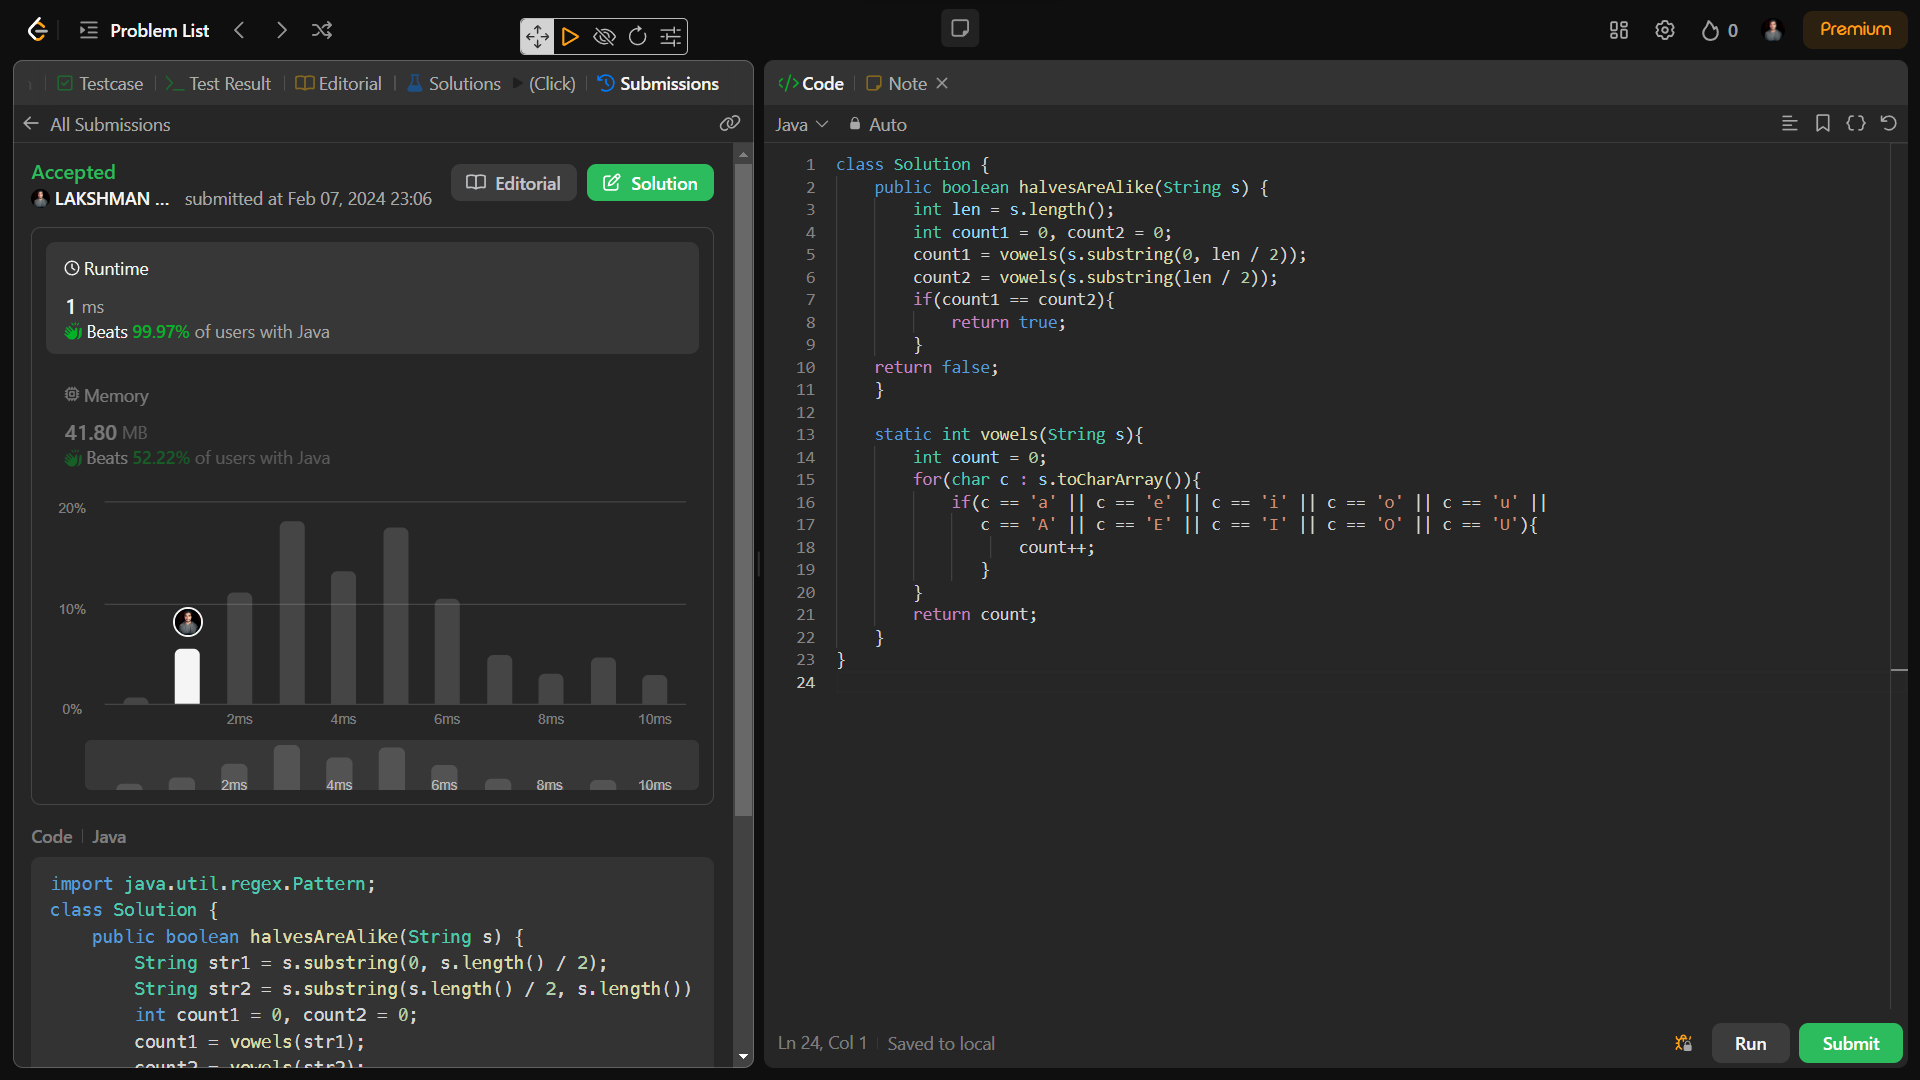 Problem List
0
Premium
Testcase
Test Result
Editorial
Solutions
(Click)
Submissions
All Submissions
Accepted
LAKSHMAN ... submitted at Feb 07, 2024 23:06
Editorial
Solution
Runtime
1 ms
Beats 99.97% of users with Java
Memory
41.80 MB
Beats 52.22% of users with Java
20%
10%
0%
2ms 4ms 6ms 8ms 10ms
2ms 4ms 6ms 8ms 10ms
Code | Java
import java.util.regex.Pattern;
class Solution {
    public boolean halvesAreAlike(String s) {
        String str1 = s.substring(0, s.length() / 2);
        String str2 = s.substring(s.length() / 2, s.length())
        int count1 = 0, count2 = 0;
        count1 = vowels(str1);
        count2 = vowels(str2);
</> Code
Note
Java
Auto
1 class Solution {
2     public boolean halvesAreAlike(String s) {
3         int len = s.length();
4         int count1 = 0, count2 = 0;
5         count1 = vowels(s.substring(0, len / 2));
6         count2 = vowels(s.substring(len / 2));
7         if(count1 == count2){
8             return true;
9         }
10     return false;
11     }
12
13     static int vowels(String s){
14         int count = 0;
15         for(char c : s.toCharArray()){
16             if(c == 'a' || c == 'e' || c == 'i' || c == 'o' || c == 'u' ||
17                c == 'A' || c == 'E' || c == 'I' || c == 'O' || c == 'U'){
18                    count++;
19                }
20         }
21         return count;
22     }
23 }
24
Ln 24, Col 1 | Saved to local
Run
Submit